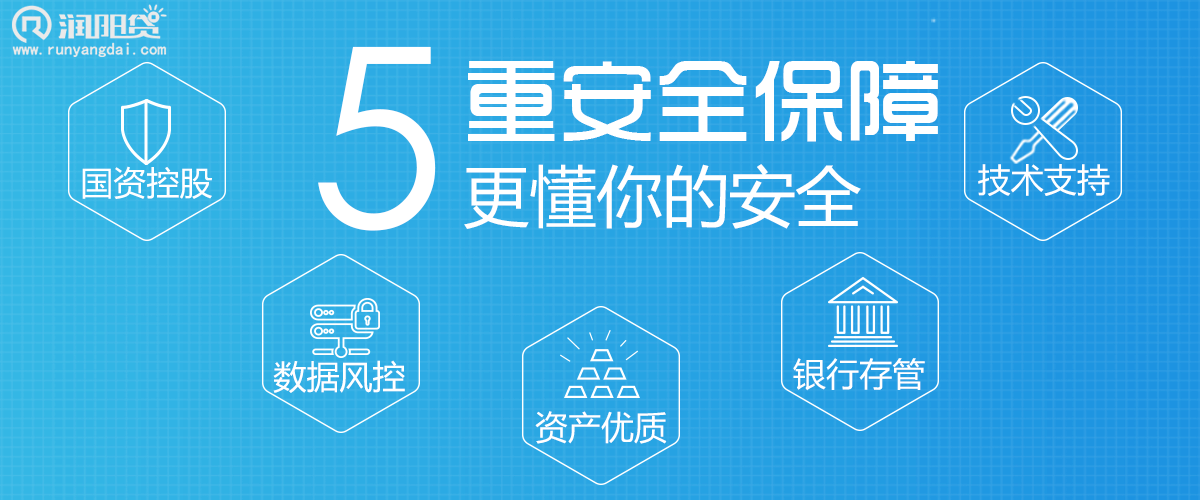 润阳贷
www.runyangdai.com
5重安全保障
更懂你的安全
国资控股
技术支持
数据风控
银行存管
资产优质